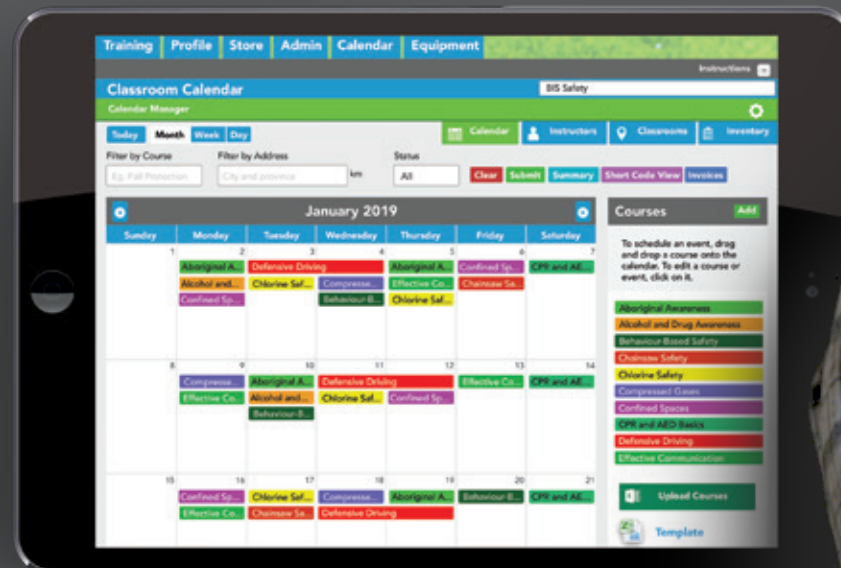 Training Profile Store Admin Calendar Equipment
Instructions
Classroom Calendar BIS Safety
Calendar Manager
Today Month Week Day Calendar Instructors Classrooms Inventory
Filter by Course Filter by Address Status
Eg. Fall Protection City and province km All Clear Submit Summary Short Code View Invoices
January 2019 Courses Add
Sunday Monday Tuesday Wednesday Thursday Friday Saturday
To schedule an event, drag
and drop a course onto the
calendar. To edit a course or
event, click on it.
1 2 3 4 5 6 7
Aboriginal A... Defensive Driving Aboriginal A... Confined Sp... CPR and AED...
Alcohol and... Chlorine Saf... Compresse... Effective Co... Chainsaw Sa...
Confined Sp... Behaviour-B... Chlorine Saf...
Aboriginal Awareness
Alcohol and Drug Awareness
Behaviour-Based Safety
Chainsaw Safety
Chlorine Safety
Compressed Gases
Confined Spaces
CPR and AED Basics
Defensive Driving
Effective Communication
8 9 10 11 12 13 14
Compresse... Aboriginal A... Defensive Driving Effective Co... CPR and AE...
Effective Co... Alcohol and... Chlorine Saf... Confined Sp...
Behaviour-B...
15 16 17 18 19 20 21
Confined Sp... Chlorine Saf... Compresse... Aboriginal A... Behaviour-B... CPR and AE...
Effective Co... Chainsaw Sa... Defensive Driving
Upload Courses
Template